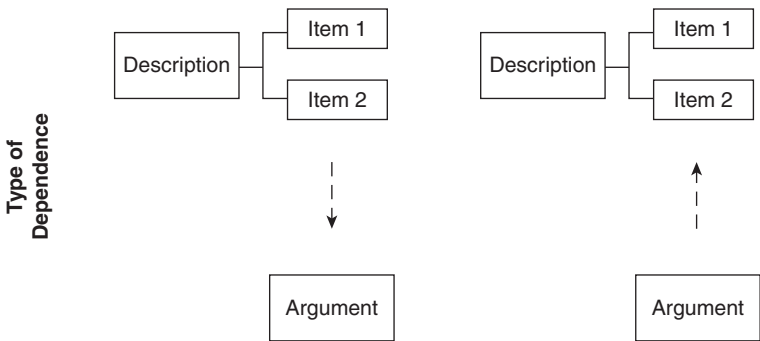 Item 1
Description
Item 2
Item 1
Description
Item 2
Type of
Dependence
Argument
Argument